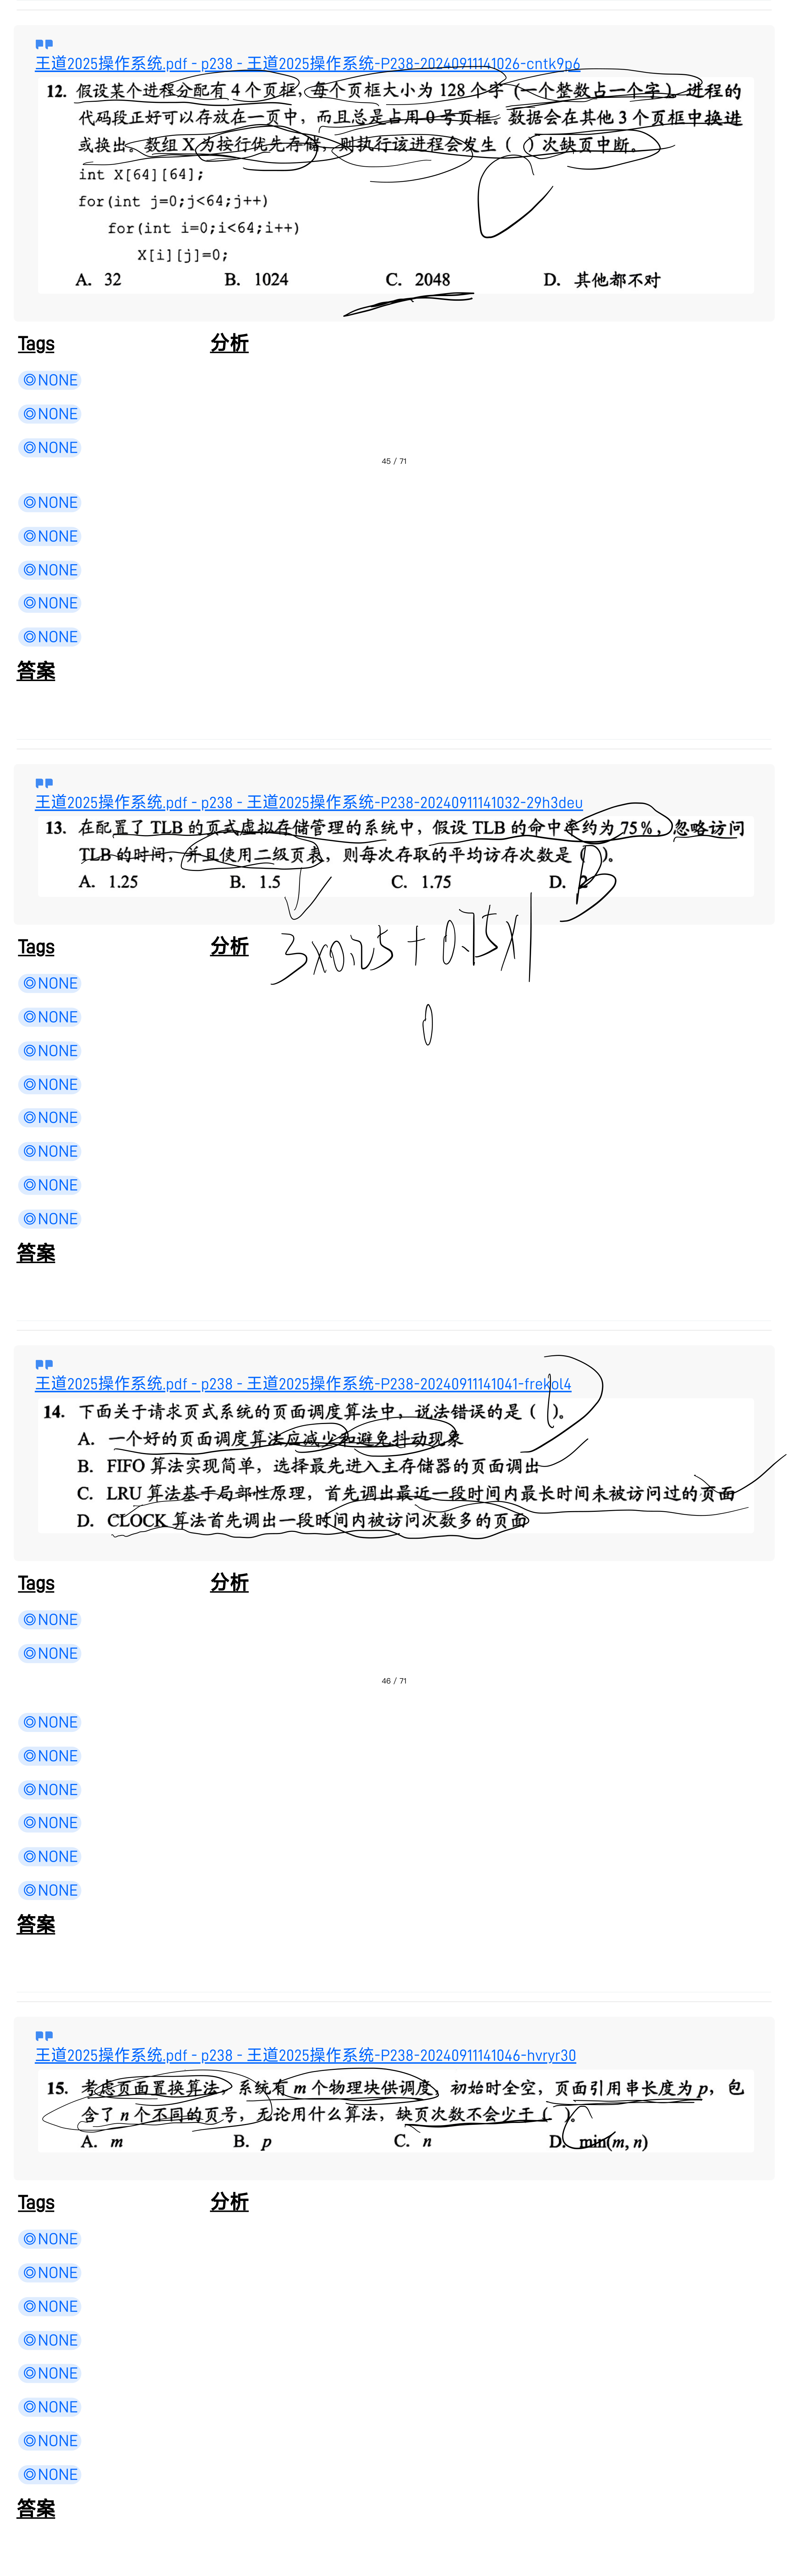 王道2025操作系统.pdf - p238 - 王道2025操作系统-P238-20240911141026-cntk9p6
12. 假设某个进程分配有 4 个页框, 每个页框大小为 128 个字 (一个整数占一个字)。进程的
代码段正好可以存放在一页中, 而且总是占用 0 号页框。数据会在其他 3 个页框中换进
或换出。数组 X 为按行优先存储, 则执行该进程会发生 ( ) 次缺页中断。
int X[64][64];
for(int j=0;j<64;j++)
for(int i=0;i<64;i++)
X[i][j]=0;
A. 32 B. 1024 C. 2048 D. 其他都不对
C
Tags 分析
◎NONE
◎NONE
◎NONE
45 / 71
◎NONE
◎NONE
◎NONE
◎NONE
◎NONE
答案
王道2025操作系统.pdf - p238 - 王道2025操作系统-P238-20240911141032-29h3deu
13. 在配置了 TLB 的页式虚拟存储管理的系统中, 假设 TLB 的命中率约为 75%, 忽略访问
TLB 的时间, 并且使用二级页表, 则每次存取的平均访存次数是 ( )。
A. 1.25 B. 1.5 C. 1.75 D. 2
B
3×0.25+0.75×1
0
Tags 分析
◎NONE
◎NONE
◎NONE
◎NONE
◎NONE
◎NONE
◎NONE
◎NONE
答案
王道2025操作系统.pdf - p238 - 王道2025操作系统-P238-20240911141041-frekol4
14. 下面关于请求页式系统的页面调度算法中, 说法错误的是 ( )。
D
A. 一个好的页面调度算法应减少和避免抖动现象
B. FIFO 算法实现简单, 选择最先进入主存储器的页面调出
C. LRU 算法基于局部性原理, 首先调出最近一段时间内最长时间未被访问过的页面
D. CLOCK 算法首先调出一段时间内被访问次数多的页面
Tags 分析
◎NONE
◎NONE
46 / 71
◎NONE
◎NONE
◎NONE
◎NONE
◎NONE
◎NONE
答案
王道2025操作系统.pdf - p238 - 王道2025操作系统-P238-20240911141046-hvryr30
15. 考虑页面置换算法, 系统有 m 个物理块供调度, 初始时全空, 页面引用串长度为 p, 包
含了 n 个不同的页号, 无论用什么算法, 缺页次数不会少于 ( )。
A. m B. p C. n D. min(m, n)
C
Tags 分析
◎NONE
◎NONE
◎NONE
◎NONE
◎NONE
◎NONE
◎NONE
◎NONE
答案